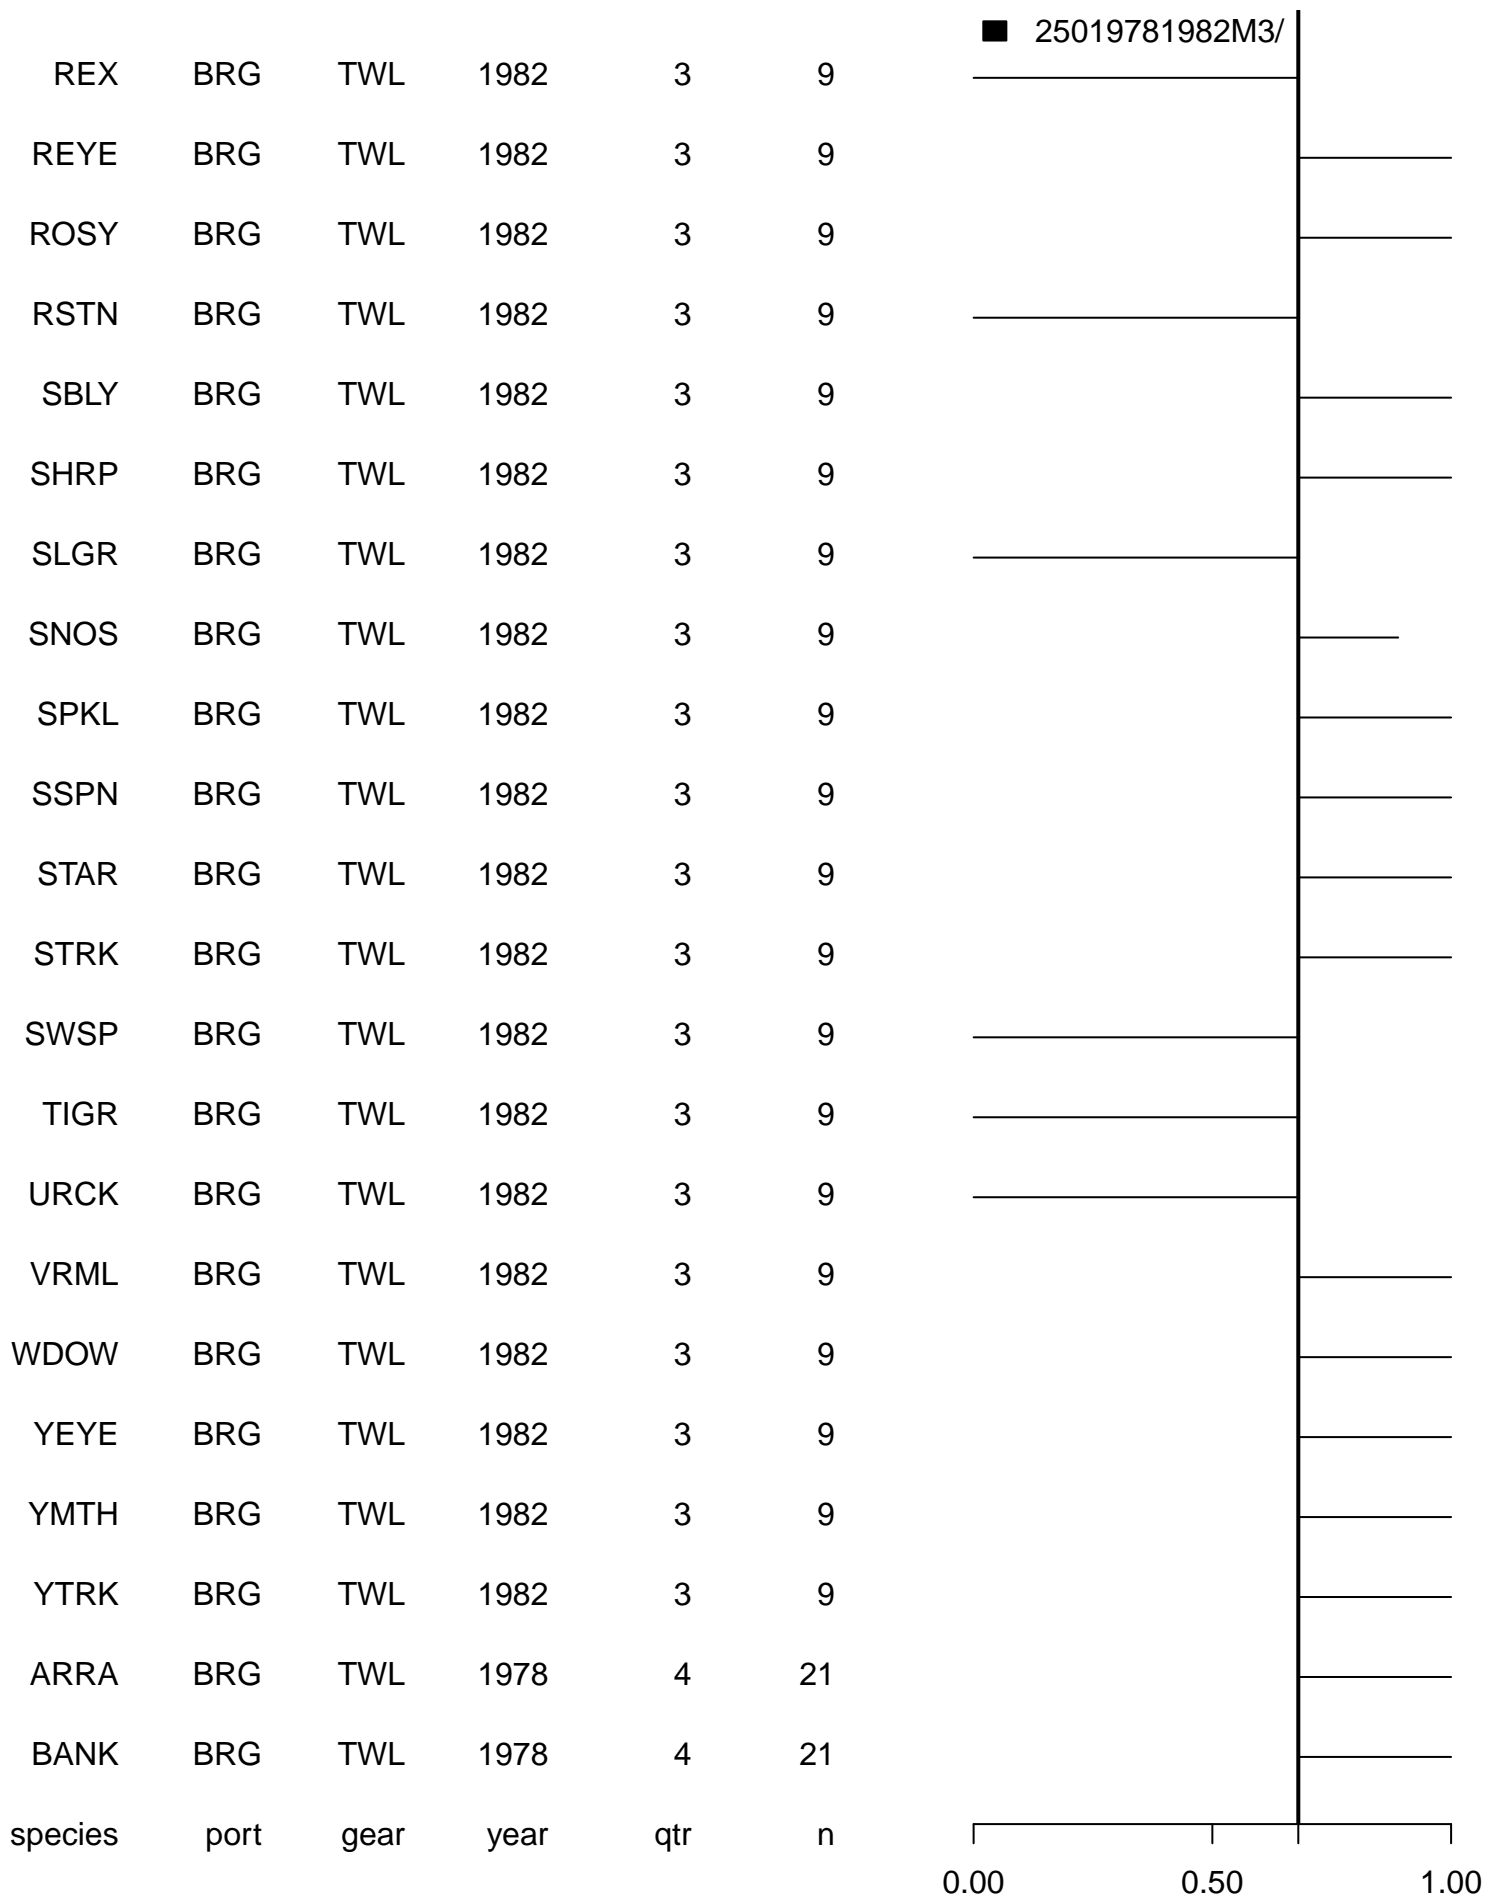 25019781982M3/
REX BRG TWL 1982 3 9
REYE BRG TWL 1982 3 9
ROSY BRG TWL 1982 3 9
RSTN BRG TWL 1982 3 9
SBLY BRG TWL 1982 3 9
SHRP BRG TWL 1982 3 9
SLGR BRG TWL 1982 3 9
SNOS BRG TWL 1982 3 9
SPKL BRG TWL 1982 3 9
SSPN BRG TWL 1982 3 9
STAR BRG TWL 1982 3 9
STRK BRG TWL 1982 3 9
SWSP BRG TWL 1982 3 9
TIGR BRG TWL 1982 3 9
URCK BRG TWL 1982 3 9
VRML BRG TWL 1982 3 9
WDOW BRG TWL 1982 3 9
YEYE BRG TWL 1982 3 9
YMTH BRG TWL 1982 3 9
YTRK BRG TWL 1982 3 9
ARRA BRG TWL 1978 4 21
BANK BRG TWL 1978 4 21
species port gear year qtr n
0.00 0.50 1.00